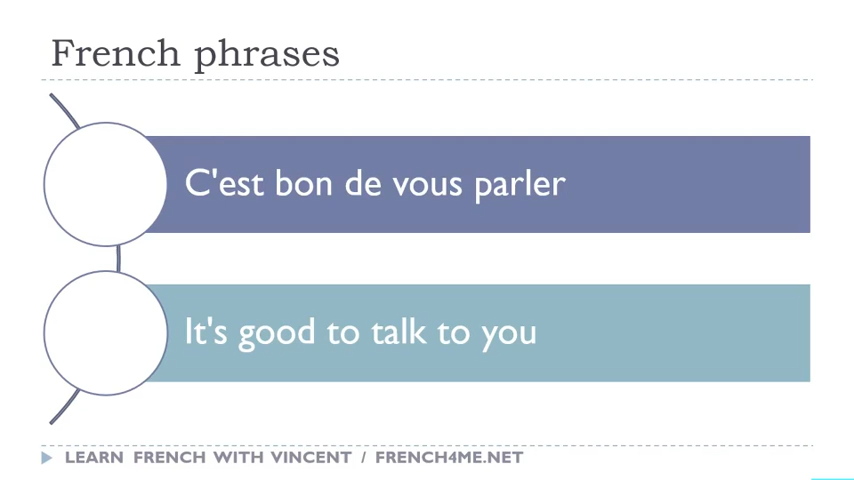 French phrases
C'est bon de vous parler
It's good to talk to you
LEARN FRENCH WITH VINCENT / FRENCH4ME.NET